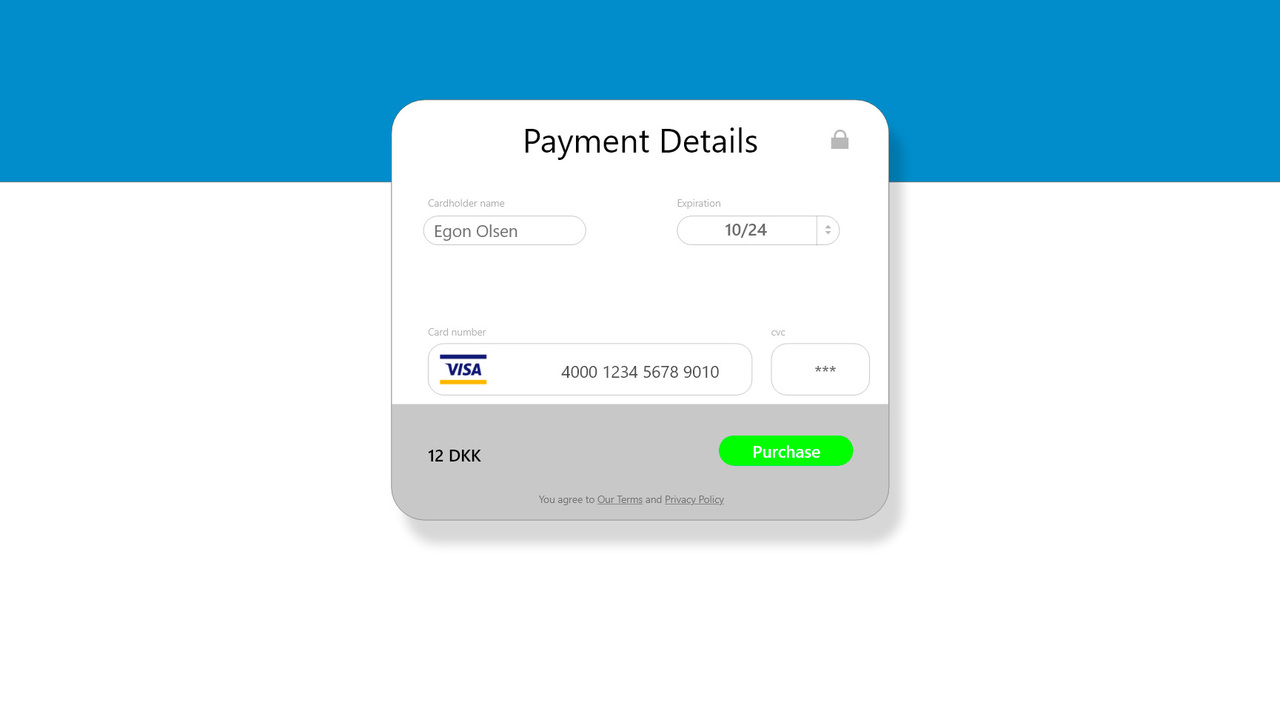 Payment Details
Cardholder name
Expiration
Egon Olsen
10/24
Card number
cvc
VISA
4000 1234 5678 9010
***
12 DKK
Purchase
You agree to Our Terms and Privacy Policy